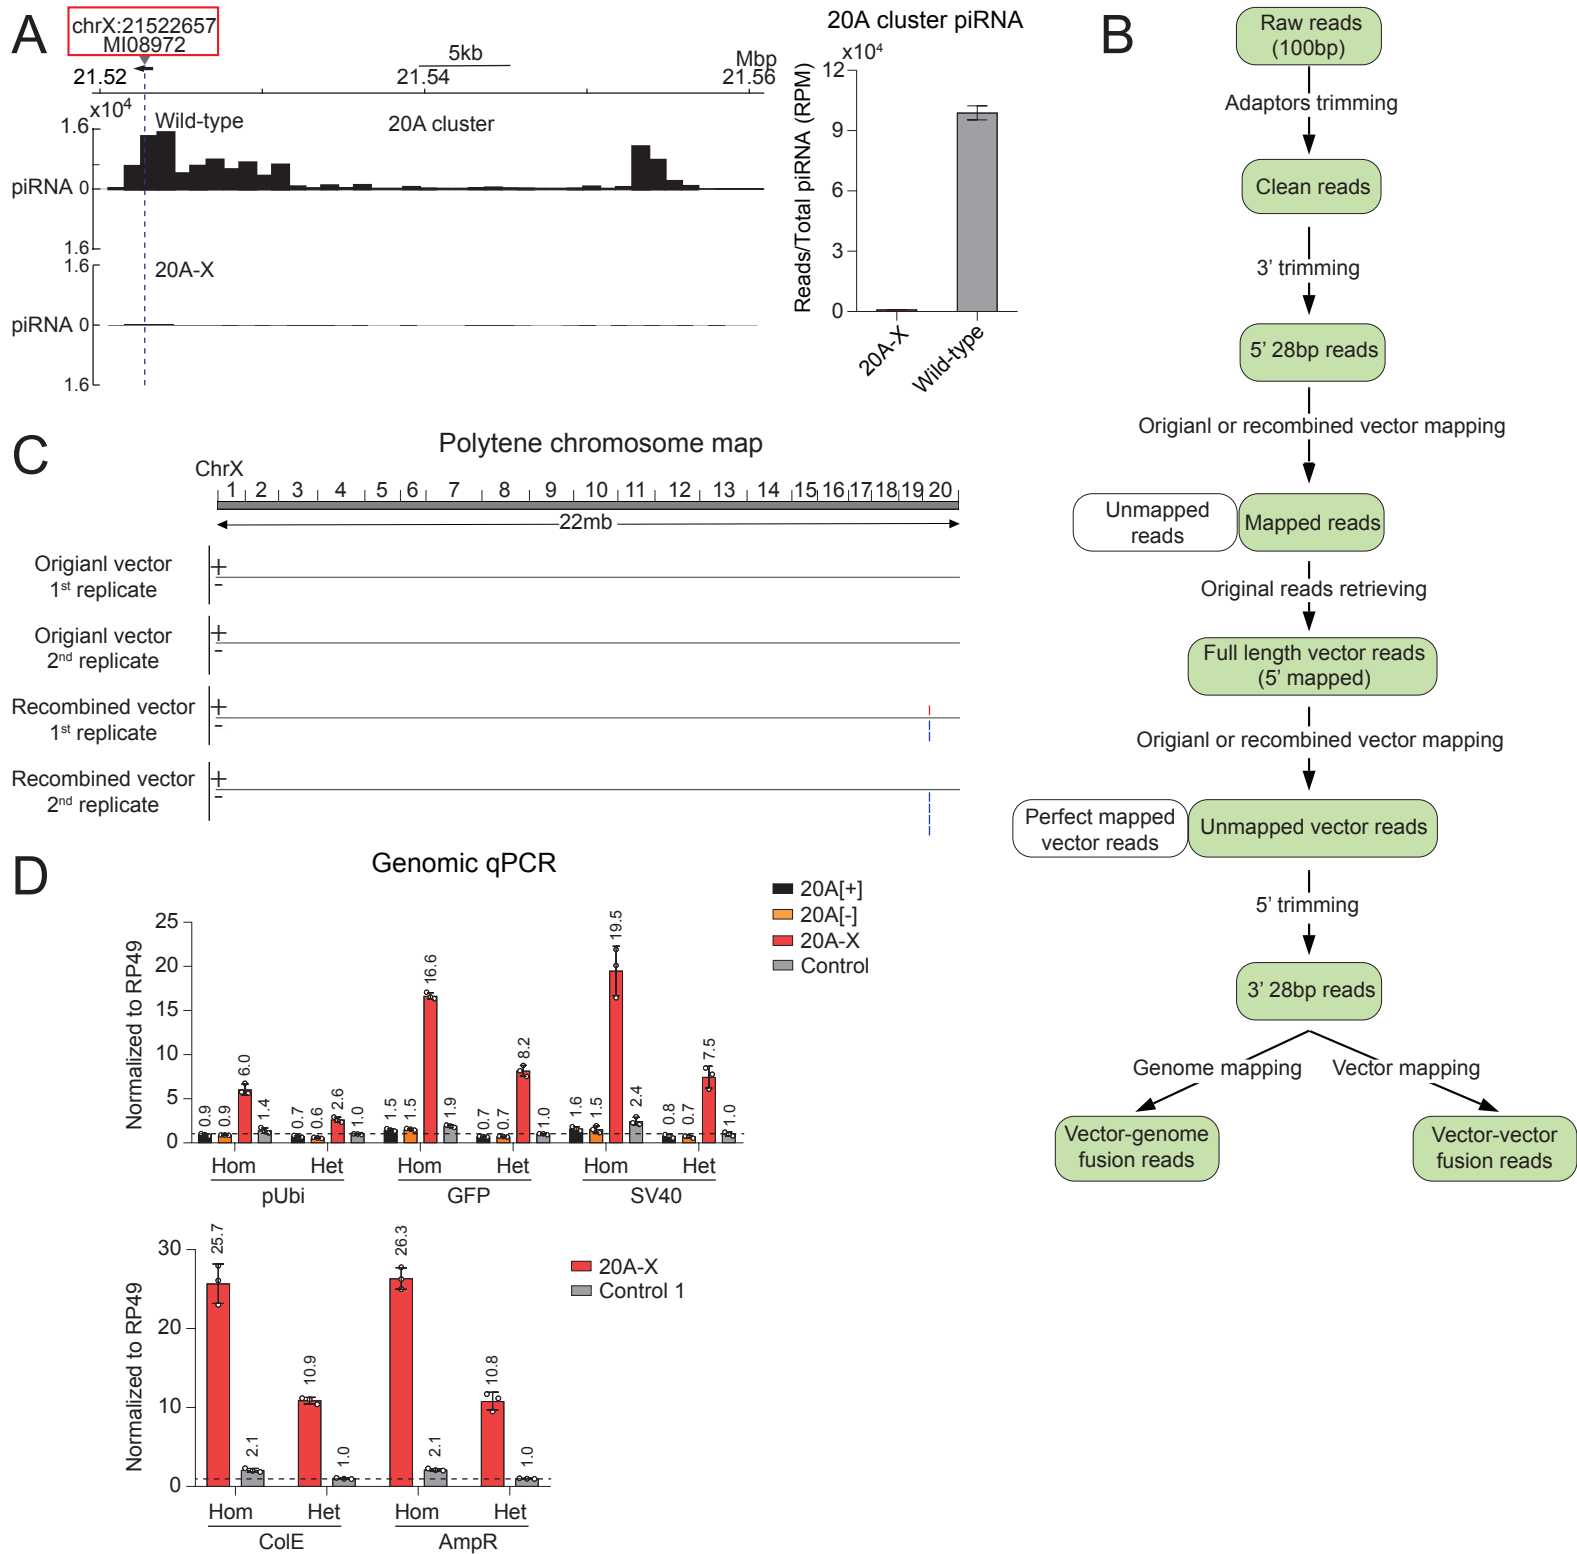 A
chrX:21522657
MI08972
5kb
Mbp
21.52
21.54
21.56
x10⁴
1.6
Wild-type
20A cluster
piRNA 0
1.6
1.6
20A-X
piRNA 0
1.6
20A cluster piRNA
x10⁴
Reads/Total piRNA (RPM)
12
9
6
3
0
20A-X
Wild-type
B
Raw reads
(100bp)
Adaptors trimming
Clean reads
3’ trimming
5’ 28bp reads
Origianl or recombined vector mapping
Unmapped
reads
Mapped reads
Original reads retrieving
Full length vector reads
(5’ mapped)
Origianl or recombined vector mapping
Perfect mapped
vector reads
Unmapped vector reads
5’ trimming
3’ 28bp reads
Genome mapping
Vector mapping
Vector-genome
fusion reads
Vector-vector
fusion reads
C
Polytene chromosome map
ChrX
1 2 3 4 5 6 7 8 9 10 11 12 13 14 15 16 17 18 19 20
22mb
Origianl vector
1st replicate
+
-
Origianl vector
2nd replicate
+
-
Recombined vector
1st replicate
+
-
Recombined vector
2nd replicate
+
-
D
Genomic qPCR
20A[+]
20A[-]
20A-X
Control
Normalized to RP49
25
20
15
10
5
0
0.9 0.9 6.0 1.4 0.7 0.6 2.6 1.0
1.5 1.5 16.6 1.9 0.7 0.7 8.2 1.0
1.6 1.5 19.5 2.4 0.8 0.7 7.5 1.0
Hom Het Hom Het Hom Het
pUbi GFP SV40
20A-X
Control 1
Normalized to RP49
30
20
10
0
25.7 2.1 10.9 1.0 26.3 2.1 10.8 1.0
Hom Het Hom Het
ColE AmpR